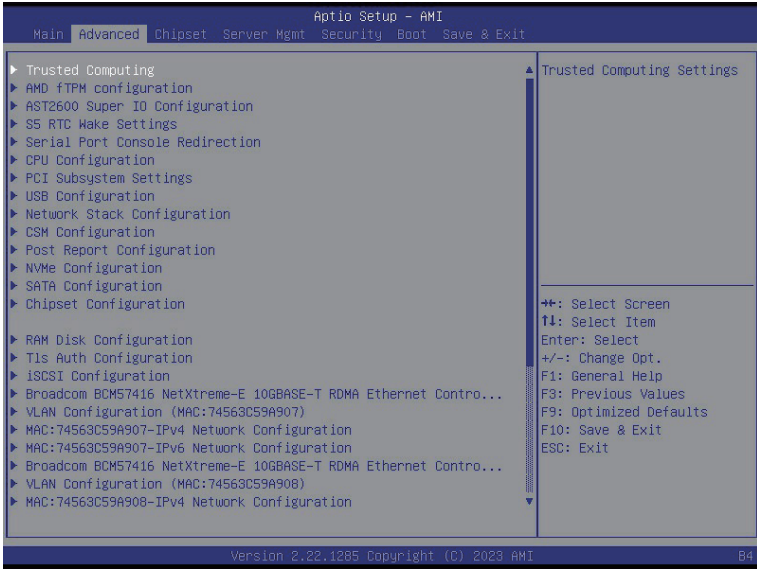 Aptio Setup - AMI
Main Advanced Chipset Server Mgmt Security Boot Save & Exit
Trusted Computing
AMD fTPM configuration
AST2600 Super IO Configuration
S5 RTC Wake Settings
Serial Port Console Redirection
CPU Configuration
PCI Subsystem Settings
USB Configuration
Network Stack Configuration
CSM Configuration
Post Report Configuration
NVMe Configuration
SATA Configuration
Chipset Configuration
RAM Disk Configuration
Tls Auth Configuration
iSCSI Configuration
Broadcom BCM57416 NetXtreme-E 10GBASE-T RDMA Ethernet Contro...
VLAN Configuration (MAC:74563C59A907)
MAC:74563C59A907-IPv4 Network Configuration
MAC:74563C59A907-IPv6 Network Configuration
Broadcom BCM57416 NetXtreme-E 10GBASE-T RDMA Ethernet Contro...
VLAN Configuration (MAC:74563C59A908)
MAC:74563C59A908-IPv4 Network Configuration
Trusted Computing Settings
→←: Select Screen
↑↓: Select Item
Enter: Select
+/-: Change Opt.
F1: General Help
F3: Previous Values
F9: Optimized Defaults
F10: Save & Exit
ESC: Exit
Version 2.22.1285 Copyright (C) 2023 AMI
B4